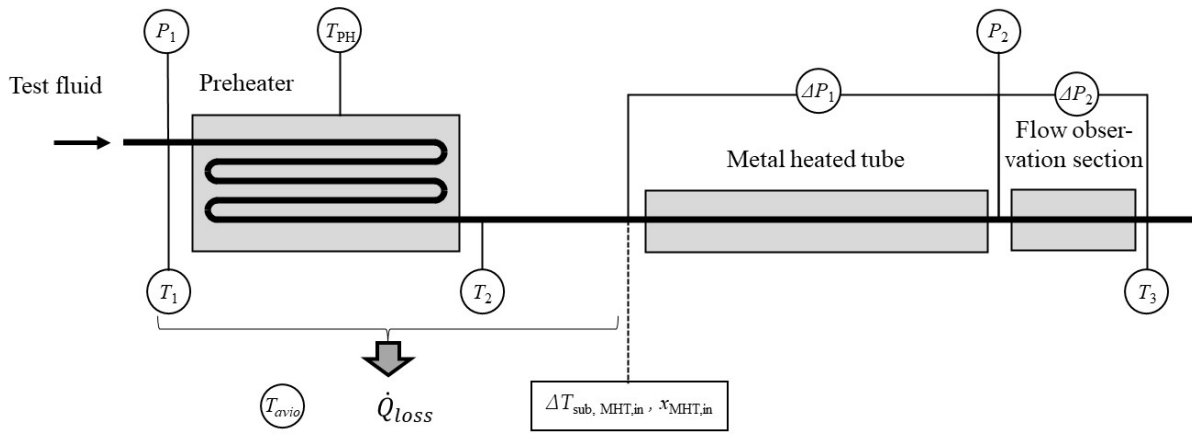 P1
TPH
P2
Test fluid
Preheater
ΔP1
ΔP2
Flow obser-
vation section
Metal heated tube
T1
T2
T3
Tavio
Q̇loss
ΔTsub, MHT,in , xMHT,in